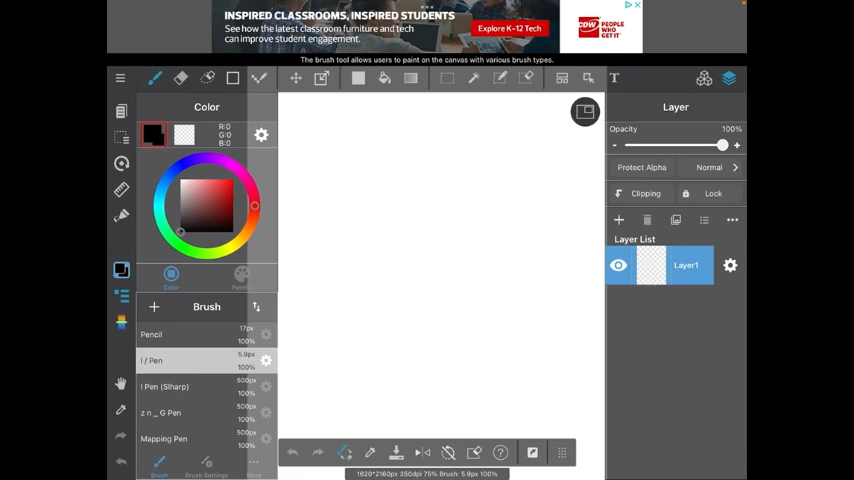 INSPIRED CLASSROOMS, INSPIRED STUDENTS
See how the latest classroom furniture and tech
can improve student engagement.
Explore K-12 Tech
CDW
PEOPLE
WHO
GET IT
The brush tool allows users to paint on the canvas with various brush types.
T
Color
R:0
G:0
B:0
Color
Palette
Brush
Pencil
17px
100%
I / Pen
5.9px
100%
I Pen (Slharp)
500px
100%
z n _ G Pen
500px
100%
Mapping Pen
500px
100%
Brush
Brush Settings
More
Layer
Opacity
100%
- +
Protect Alpha
Normal
Clipping
Lock
Layer List
Layer1
1620*2160px 350dpi 75% Brush: 5.9px 100%